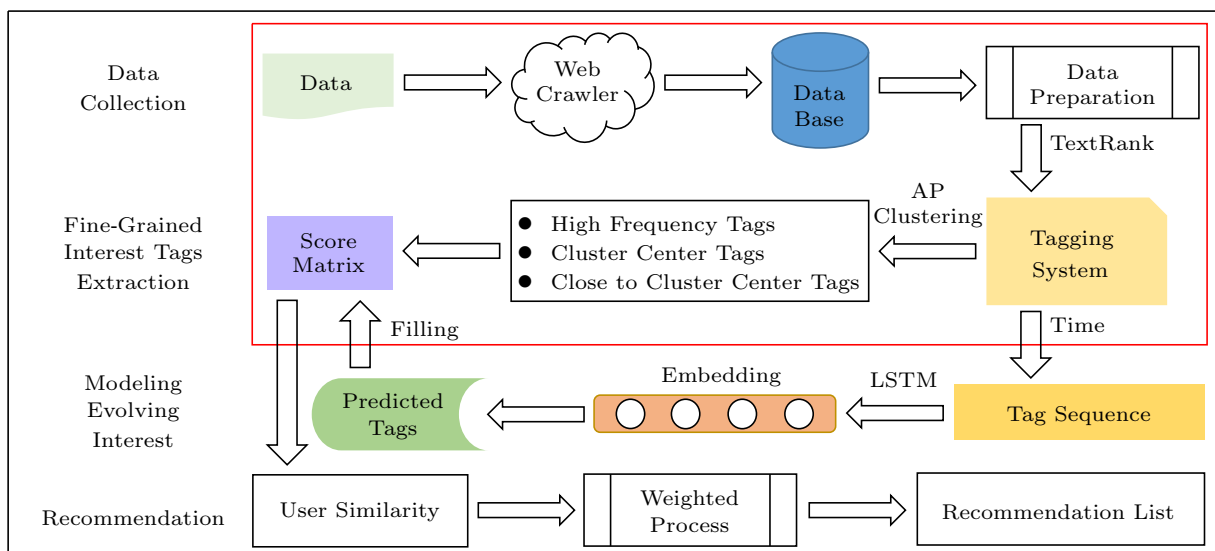 Data
Collection
Data
Web
Crawler
Data
Base
Data
Preparation
TextRank
Fine-Grained
Interest Tags
Extraction
Score
Matrix
● High Frequency Tags
● Cluster Center Tags
● Close to Cluster Center Tags
AP
Clustering
Tagging
System
Filling
Time
Modeling
Evolving
Interest
Predicted
Tags
Embedding
LSTM
Tag Sequence
Recommendation
User Similarity
Weighted
Process
Recommendation List